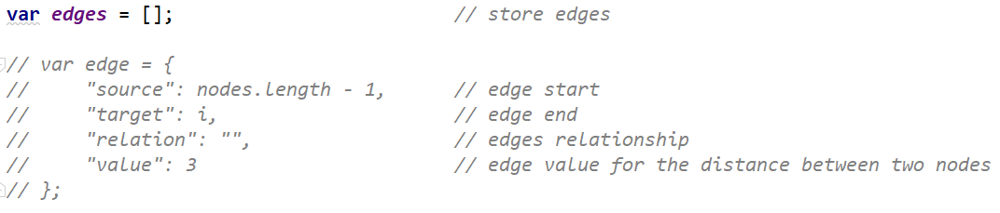 var edges = [];                         // store edges
// var edge = {
//     "source": nodes.length - 1,      // edge start
//     "target": i,                     // edge end
//     "relation": "",                  // edges relationship
//     "value": 3                       // edge value for the distance between two nodes
// };